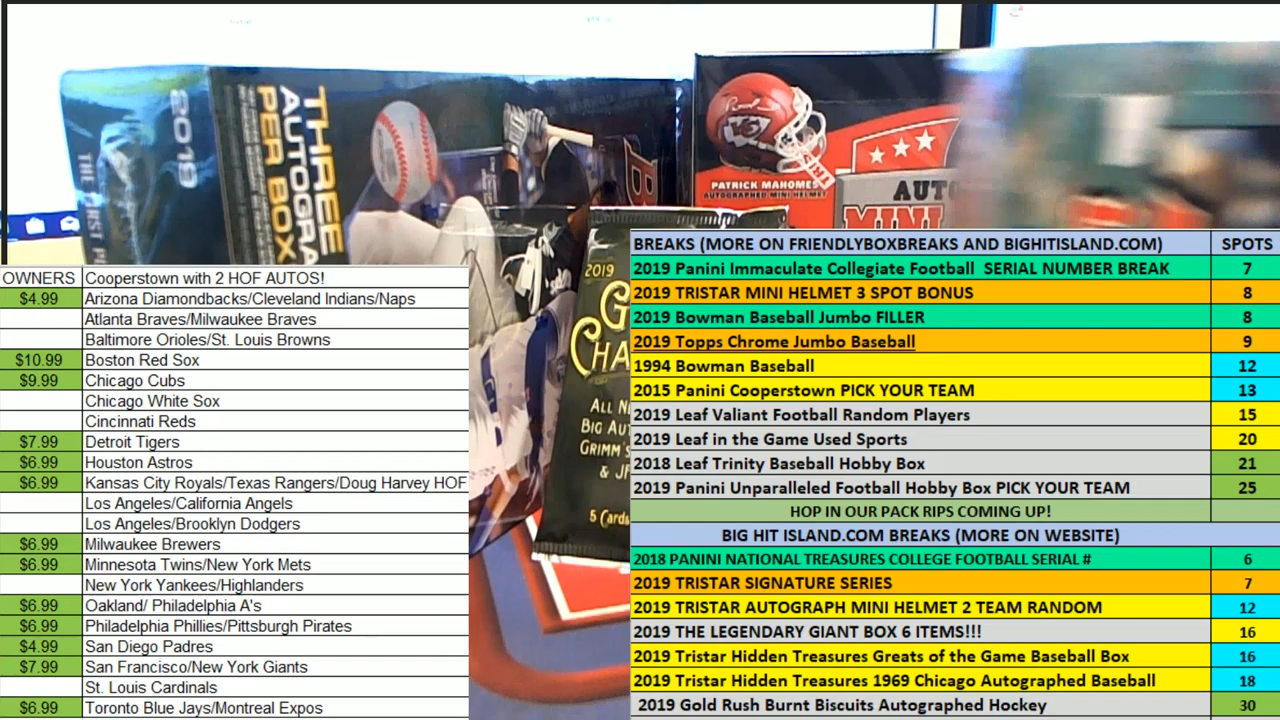 2019
THE
THREE
AUTOGRA
PER BOX
B
PATRICK MAHOMES
AUTOGRAPHED MINI HELMET
AUTO
MINI
2019
G
CHA
ALL N
BIG AUT
GRIMM'S
& JF
5 Cards
OWNERS Cooperstown with 2 HOF AUTOS!
$4.99 Arizona Diamondbacks/Cleveland Indians/Naps
Atlanta Braves/Milwaukee Braves
Baltimore Orioles/St. Louis Browns
$10.99 Boston Red Sox
$9.99 Chicago Cubs
Chicago White Sox
Cincinnati Reds
$7.99 Detroit Tigers
$6.99 Houston Astros
$6.99 Kansas City Royals/Texas Rangers/Doug Harvey HOF
Los Angeles/California Angels
Los Angeles/Brooklyn Dodgers
$6.99 Milwaukee Brewers
$6.99 Minnesota Twins/New York Mets
New York Yankees/Highlanders
$6.99 Oakland/ Philadelphia A's
$6.99 Philadelphia Phillies/Pittsburgh Pirates
$4.99 San Diego Padres
$7.99 San Francisco/New York Giants
St. Louis Cardinals
$6.99 Toronto Blue Jays/Montreal Expos
BREAKS (MORE ON FRIENDLYBOXBREAKS AND BIGHITISLAND.COM) SPOTS
2019 Panini Immaculate Collegiate Football SERIAL NUMBER BREAK 7
2019 TRISTAR MINI HELMET 3 SPOT BONUS 8
2019 Bowman Baseball Jumbo FILLER 8
2019 Topps Chrome Jumbo Baseball 9
1994 Bowman Baseball 12
2015 Panini Cooperstown PICK YOUR TEAM 13
2019 Leaf Valiant Football Random Players 15
2019 Leaf in the Game Used Sports 20
2018 Leaf Trinity Baseball Hobby Box 21
2019 Panini Unparalleled Football Hobby Box PICK YOUR TEAM 25
HOP IN OUR PACK RIPS COMING UP!
BIG HIT ISLAND.COM BREAKS (MORE ON WEBSITE)
2018 PANINI NATIONAL TREASURES COLLEGE FOOTBALL SERIAL # 6
2019 TRISTAR SIGNATURE SERIES 7
2019 TRISTAR AUTOGRAPH MINI HELMET 2 TEAM RANDOM 12
2019 THE LEGENDARY GIANT BOX 6 ITEMS!!! 16
2019 Tristar Hidden Treasures Greats of the Game Baseball Box 16
2019 Tristar Hidden Treasures 1969 Chicago Autographed Baseball 18
2019 Gold Rush Burnt Biscuits Autographed Hockey 30